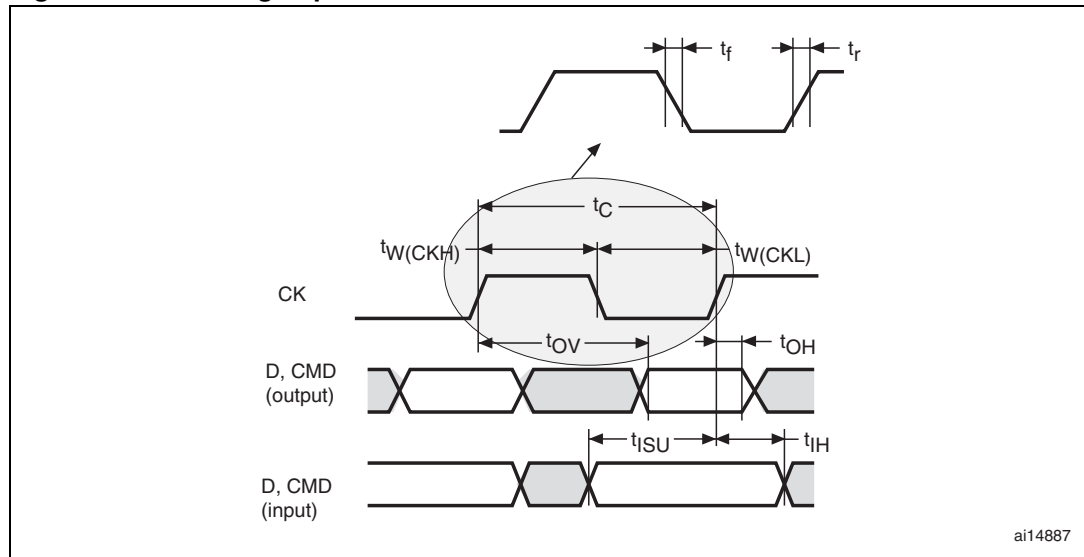 tf
tr
tC
tW(CKH)
tW(CKL)
CK
tOV
tOH
D, CMD
(output)
tISU
tIH
D, CMD
(input)
ai14887